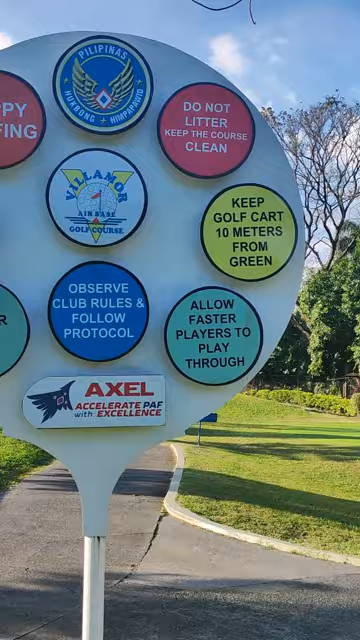 PILIPINAS
HUKBONG HIMPAPAWID
PY
FING
DO NOT
LITTER
KEEP THE COURSE
CLEAN
VILLAMOR
AIR BASE
GOLF COURSE
KEEP
GOLF CART
10 METERS
FROM
GREEN
OBSERVE
CLUB RULES &
FOLLOW
PROTOCOL
R
ALLOW
FASTER
PLAYERS TO
PLAY
THROUGH
AXEL
ACCELERATE PAF
with EXCELLENCE